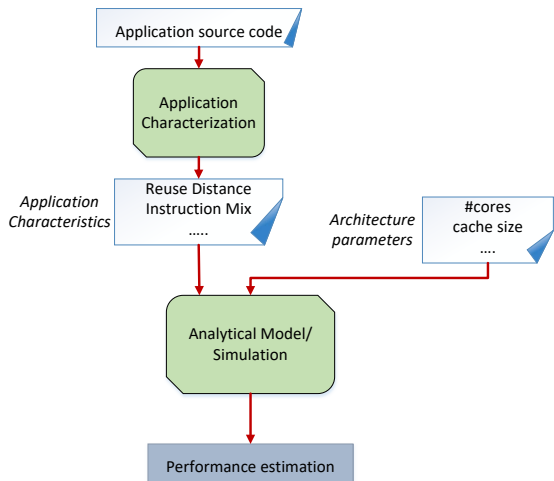 Application source code
Application
Characterization
Application
Characteristics
Reuse Distance
Instruction Mix
.....
Architecture
parameters
#cores
cache size
....
Analytical Model/
Simulation
Performance estimation